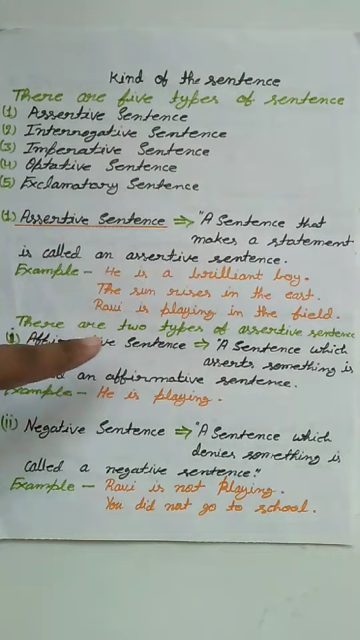 Kind of the sentence
There are five types of sentence
(1) Assertive Sentence
(2) Internegative Sentence
(3) Imperative Sentence
(4) Optative Sentence
(5) Exclamatory Sentence
(1) Assertive Sentence ⇒ "A Sentence that
makes a statement
is called an assertive sentence.
Example - He is a brilliant boy.
The sun rises in the east.
Ravi is playing in the field.
There are two types of assertive sentence
Sentence → "A Sentence which
asserts something is
an affirmative sentence.
Example - He is playing.
(ii) Negative Sentence ⇒ "A Sentence which
denies something is
called a negative sentence."
Example - Ravi is not Playing.
You did not go to school.